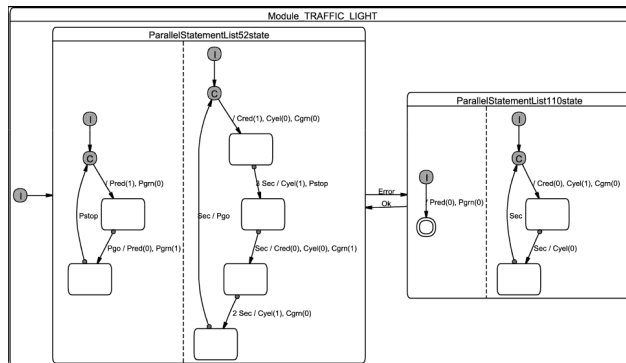 Module TRAFFIC_LIGHT
ParallelStatementList52state
I
I
C
/ Pred(1), Pgrn(0)
Pstop
Pgo / Pred(0), Pgrn(1)
I
C
/ Cred(1), Cyel(0), Cgrn(0)
3 Sec / Cyel(1), Pstop
Sec / Pgo
Sec / Cred(0), Cyel(0), Cgrn(1)
2 Sec / Cyel(1), Cgrn(0)
Error
Ok
ParallelStatementList110state
I
/ Pred(0), Pgrn(0)
I
C
/ Cred(0), Cyel(1), Cgrn(0)
Sec
Sec / Cyel(0)